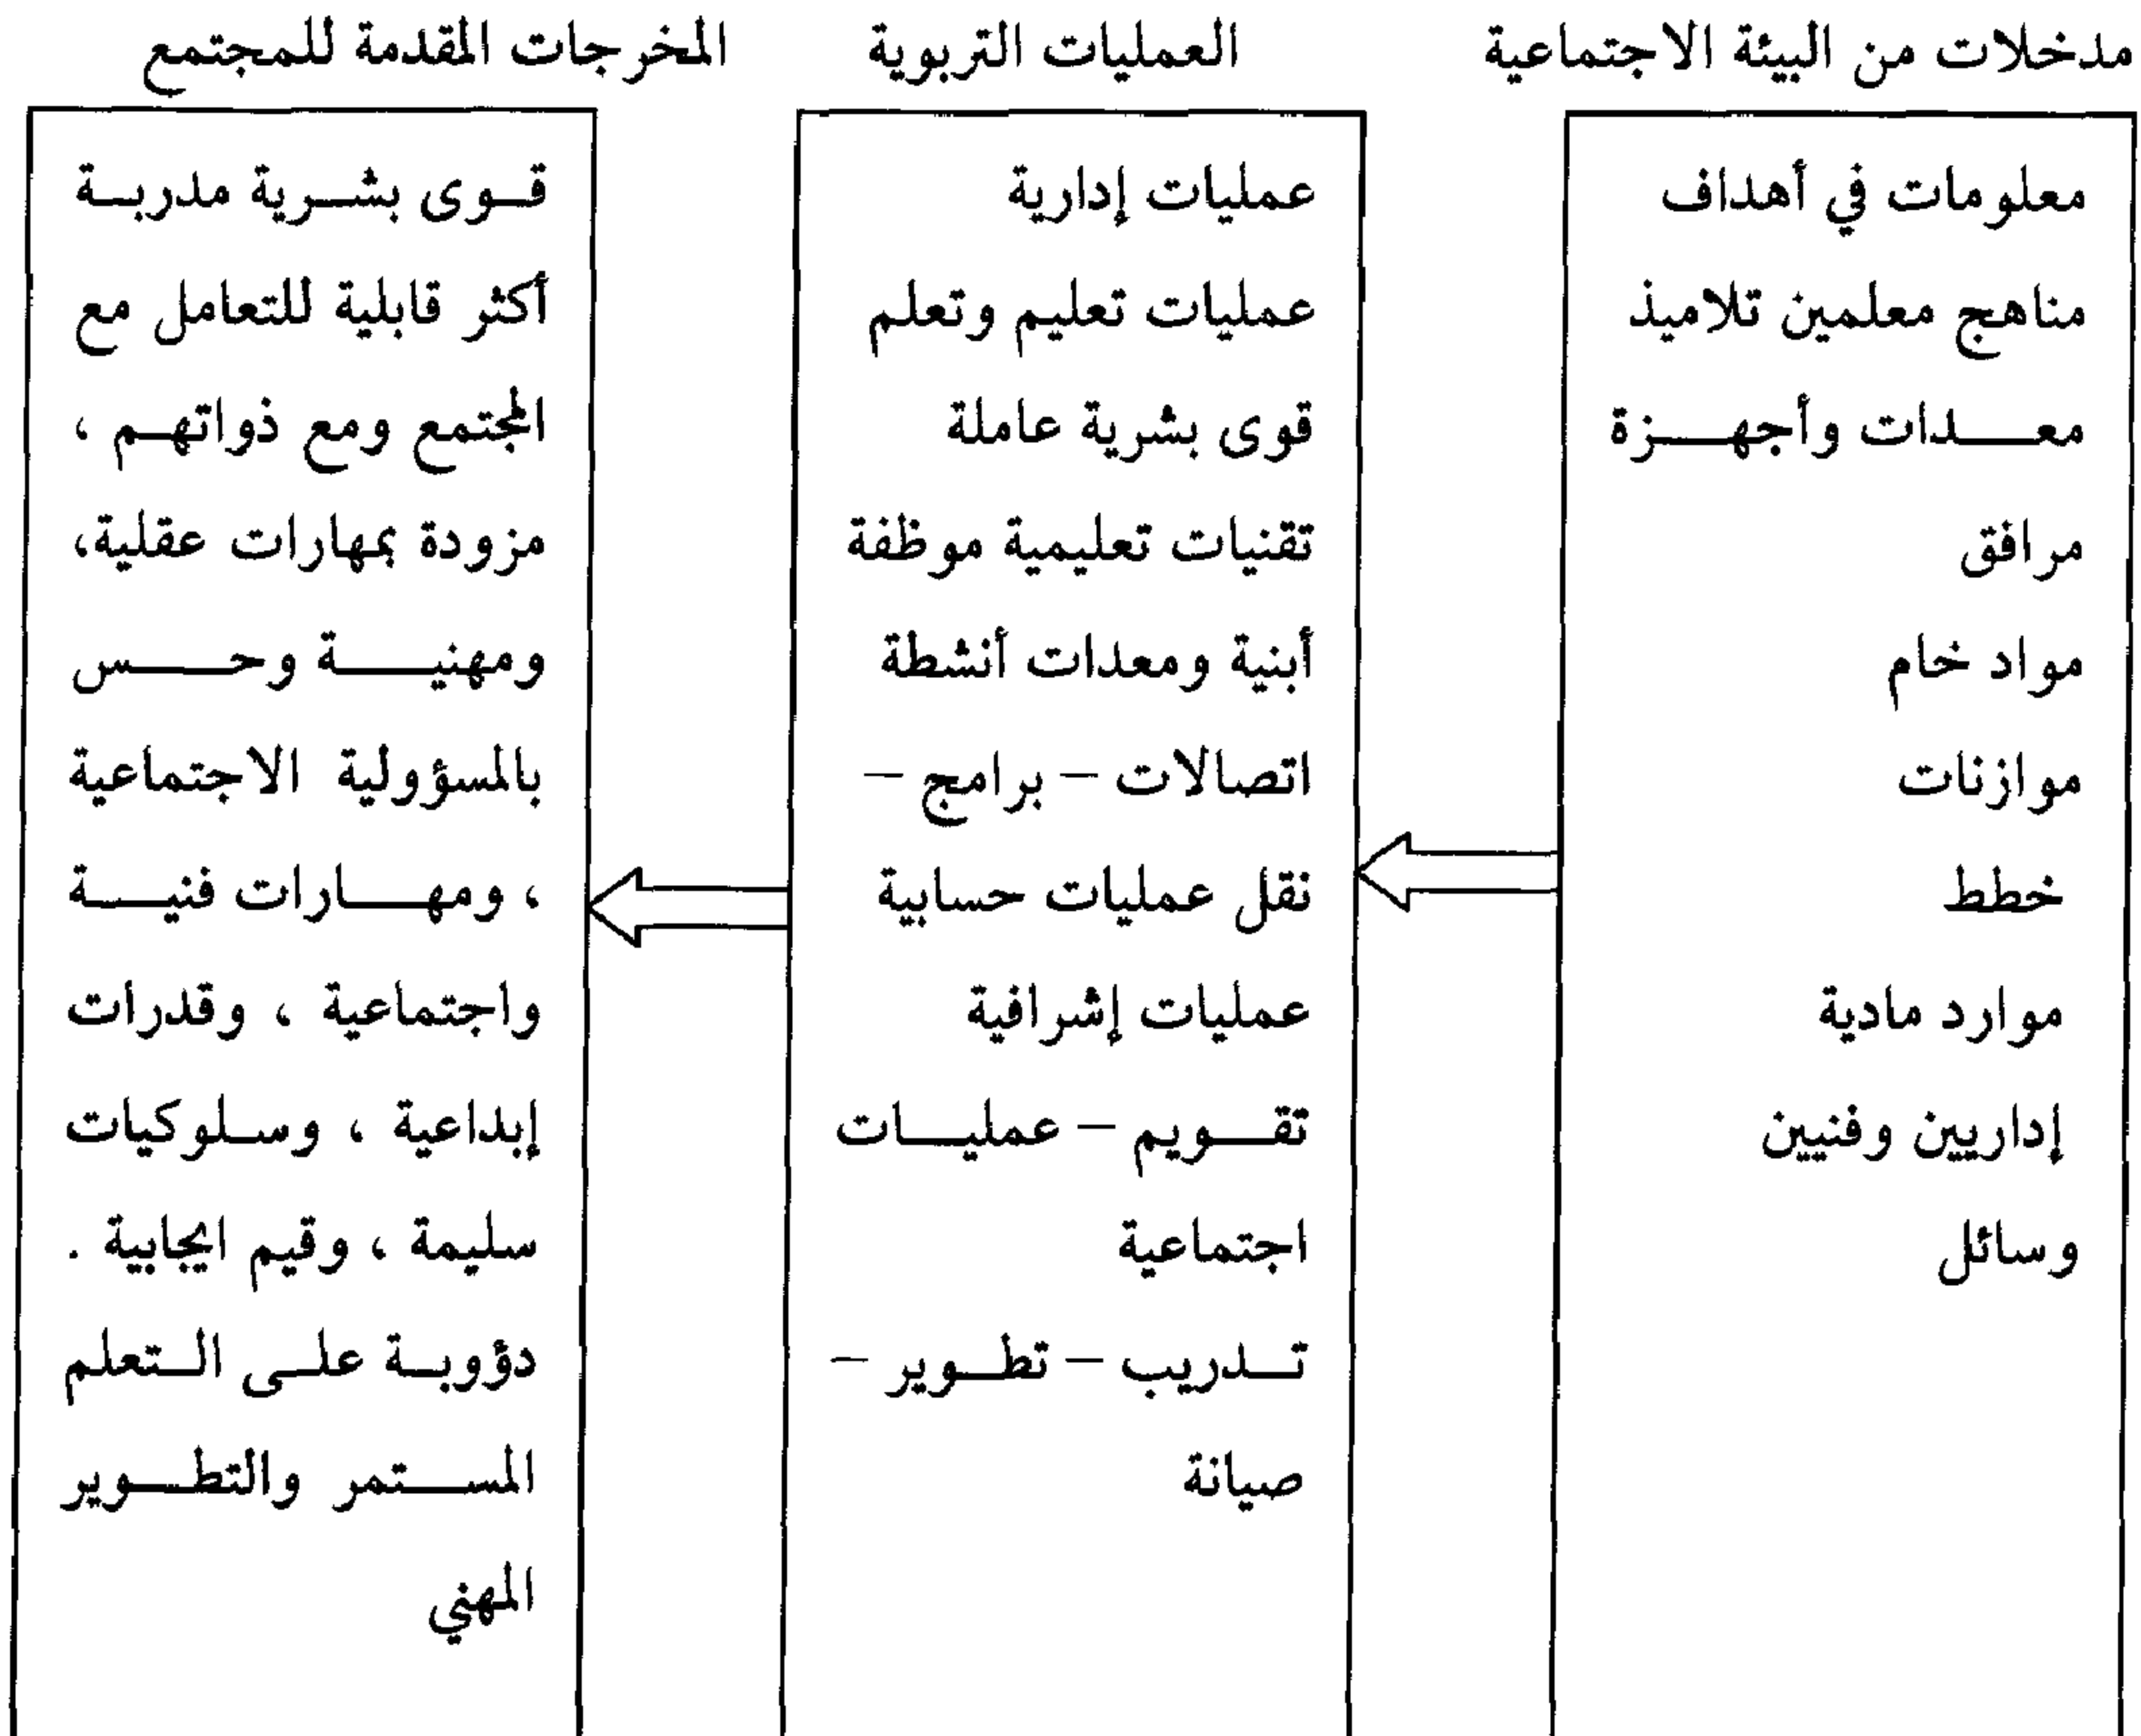 مدخلات من البيئة الاجتماعية
العمليات التربوية
المخرجات المقدمة للمجتمع
معلومات في أهداف
مناهج معلمين تلاميذ
معدات وأجهزة
مرافق
مواد خام
موازنات
خطط
موارد مادية
إداريين وفنيين
وسائل
عمليات إدارية
عمليات تعليم وتعلم
قوى بشرية عاملة
تقنيات تعليمية موظفة
أبنية ومعدات أنشطة
اتصالات – برامج –
نقل عمليات حسابية
عمليات إشرافية
تقويم – عمليات
اجتماعية
تدريب – تطوير –
صيانة
قوى بشرية مدربة
أكثر قابلية للتعامل مع
المجتمع ومع ذواتهم ،
مزودة بمهارات عقلية،
ومهنية وحس
بالمسؤولية الاجتماعية
، ومهارات فنية
واجتماعية ، وقدرات
إبداعية ، وسلوكيات
سليمة ، وقيم ايجابية .
دؤوبة على التعلم
المستمر والتطوير
المهني